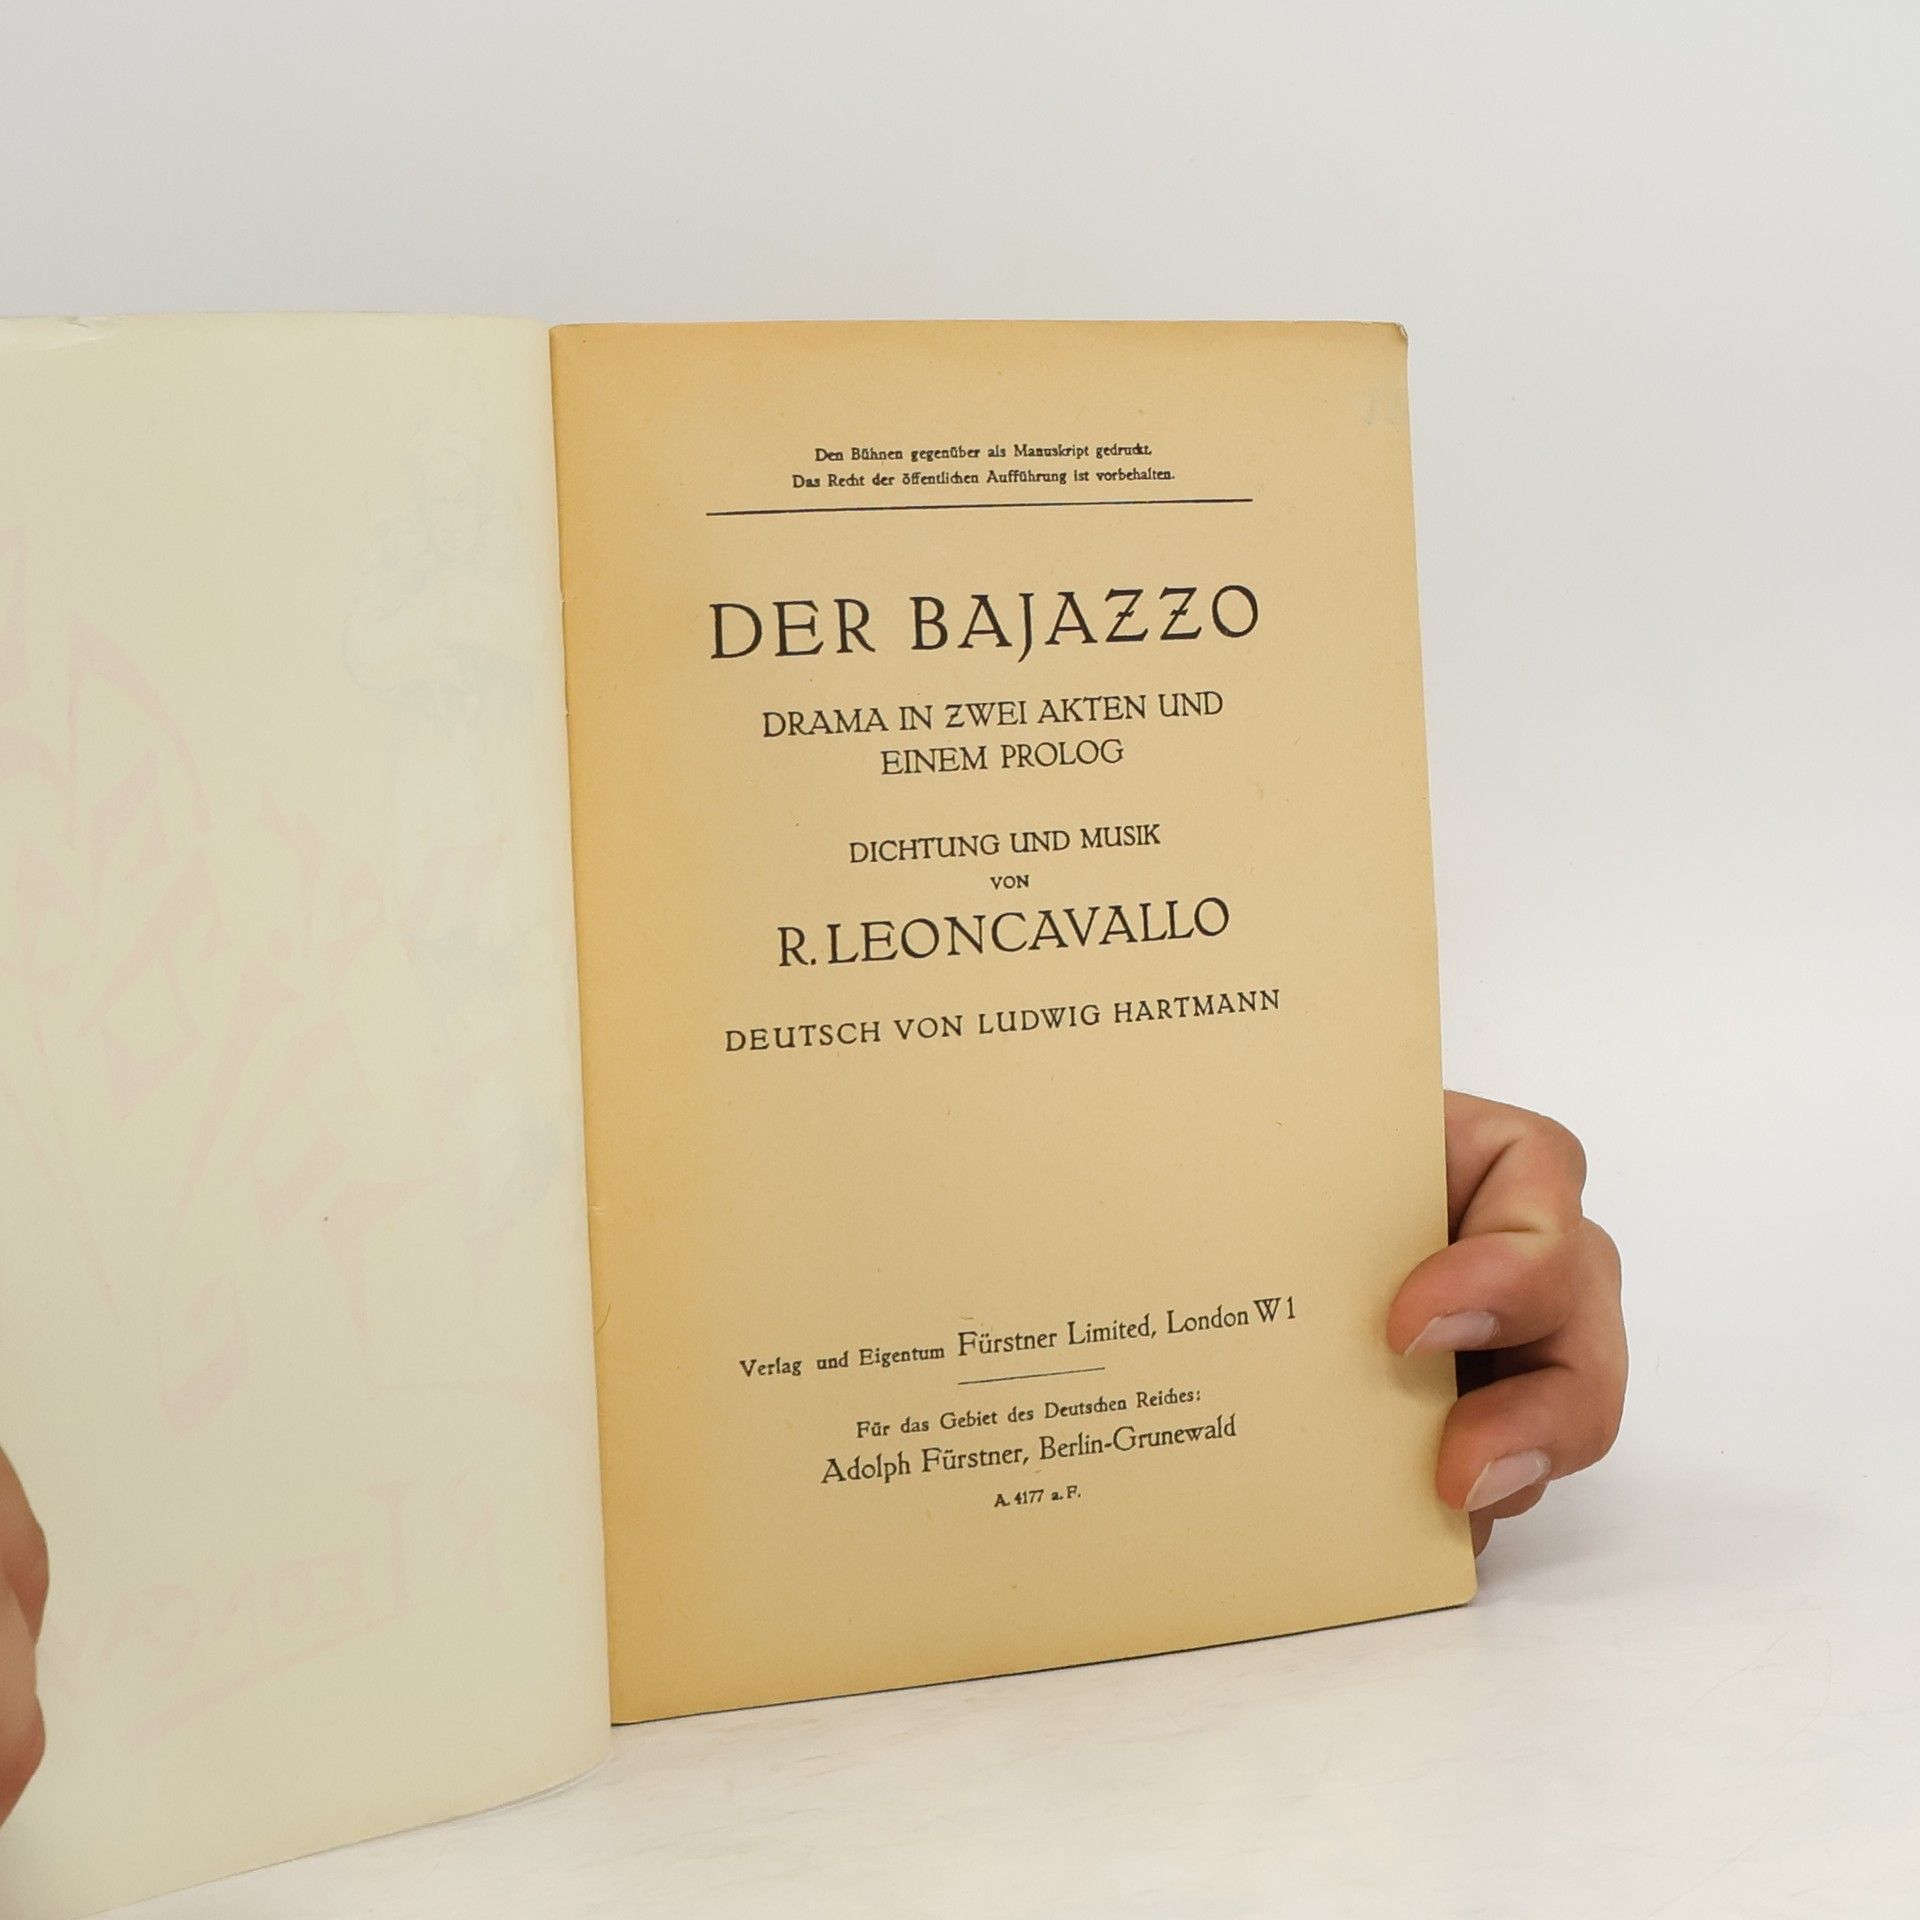 Den Bühnen gegenüber als Manuskript gedruckt.
Das Recht der öffentlichen Aufführung ist vorbehalten.
DER BAJAZZO
DRAMA IN ZWEI AKTEN UND
EINEM PROLOG
DICHTUNG UND MUSIK
VON
R. LEONCAVALLO
DEUTSCH VON LUDWIG HARTMANN
Verlag und Eigentum Fürstner Limited, London W 1
Für das Gebiet des Deutschen Reiches:
Adolph Fürstner, Berlin-Grunewald
A. 4177 a. F.